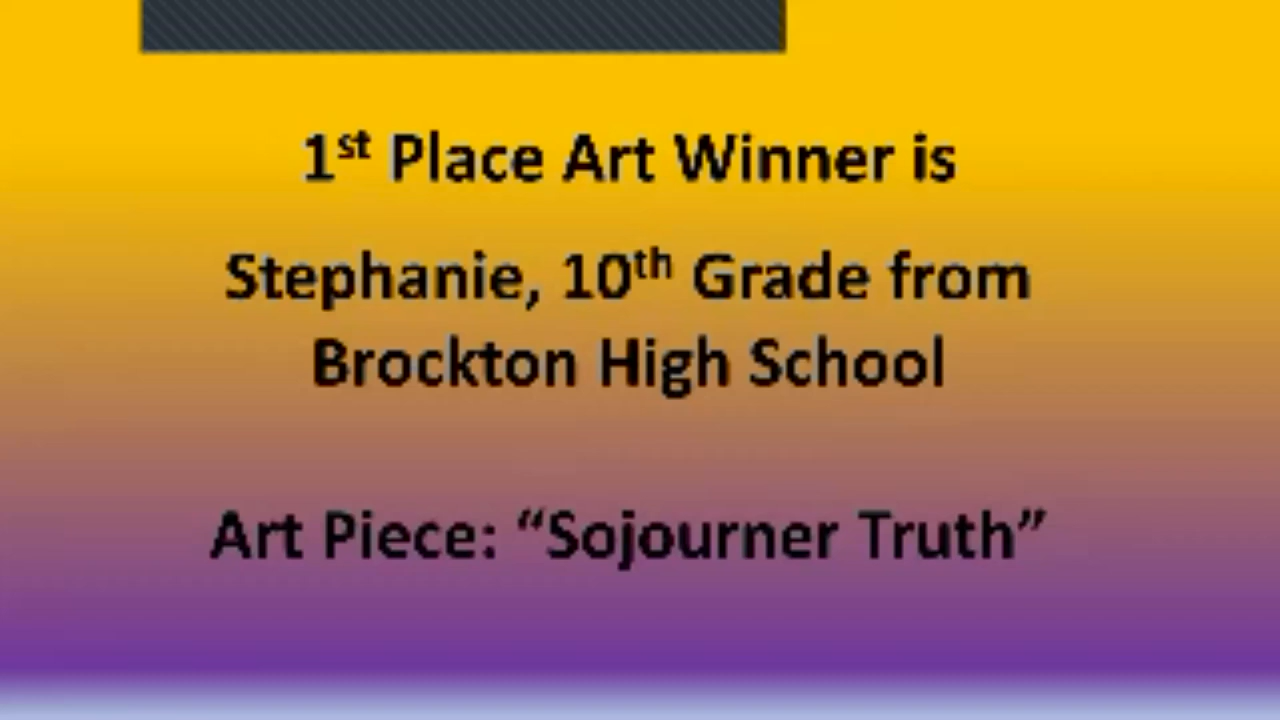 1st Place Art Winner is
Stephanie, 10th Grade from
Brockton High School
Art Piece: “Sojourner Truth”